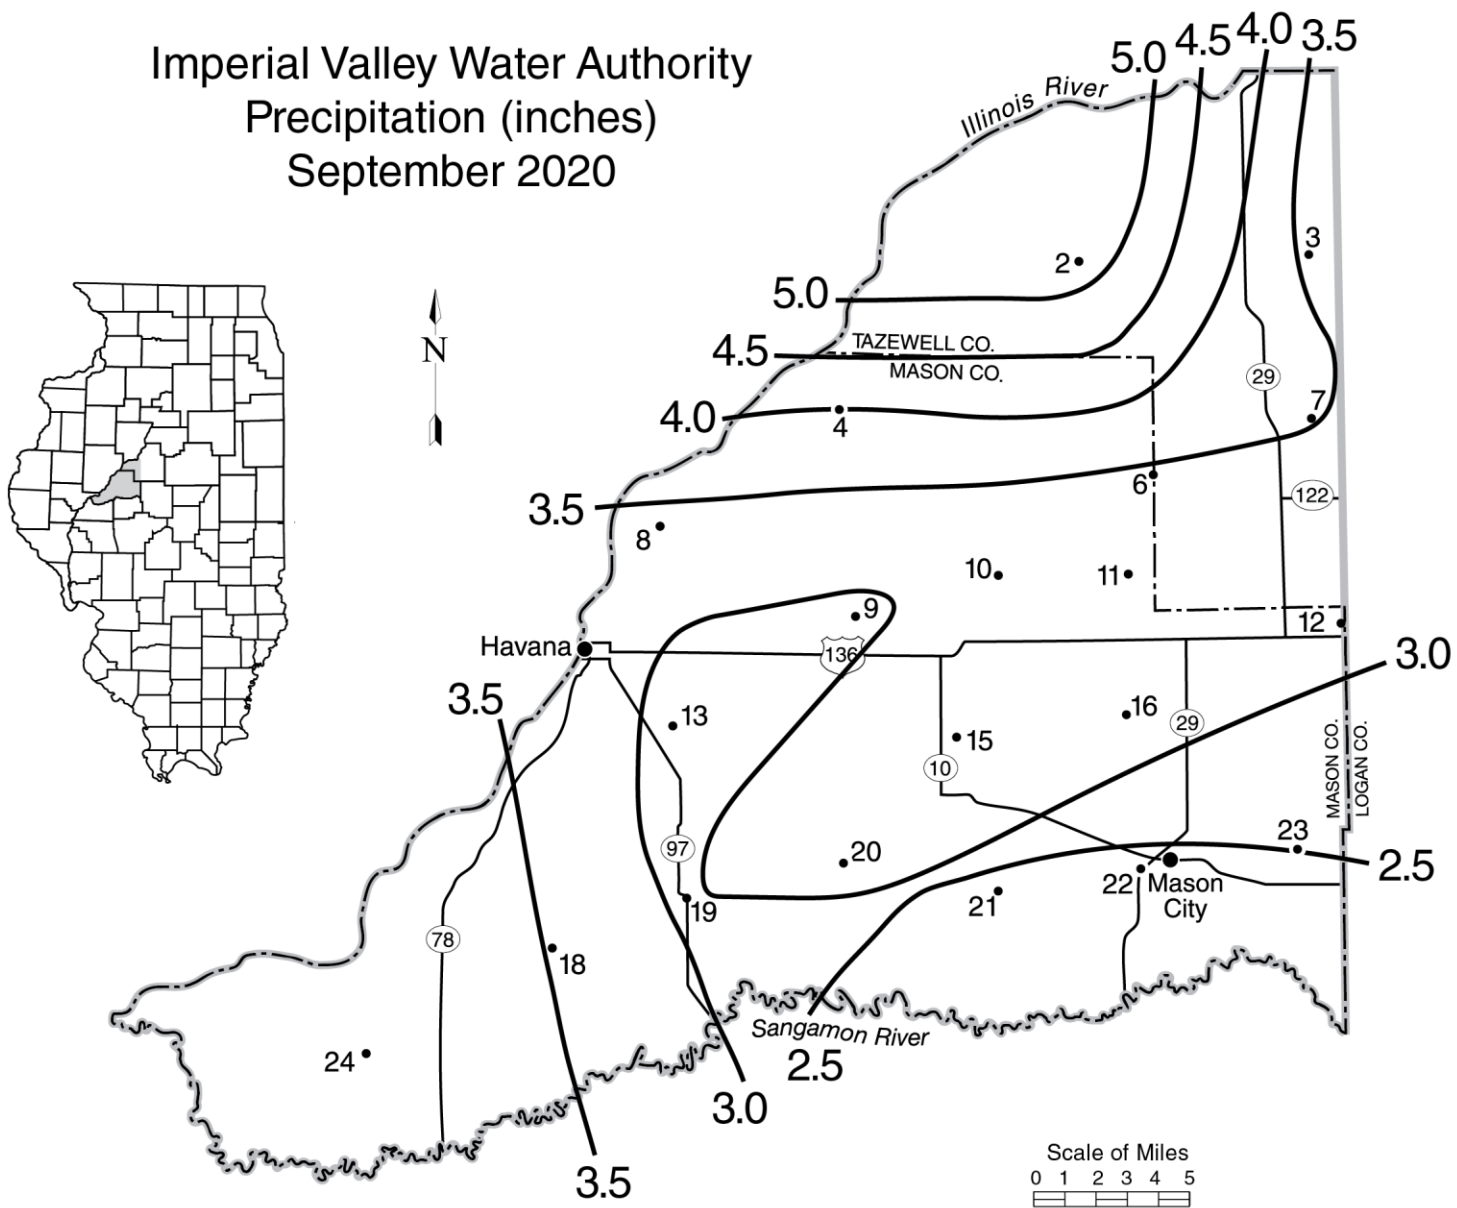 Imperial Valley Water Authority
Precipitation (inches)
September 2020
5.0
4.5
4.0
3.5
Illinois River
2
3
5.0
N
4.5
TAZEWELL CO.
MASON CO.
29
4.0
4
7
3.5
6
122
8
10
11
9
12
Havana
136
3.0
3.5
13
16
29
15
10
MASON CO.
LOGAN CO.
97
20
23
2.5
22
Mason
City
21
19
78
18
Sangamon River
24
2.5
3.0
3.5
Scale of Miles
0 1 2 3 4 5